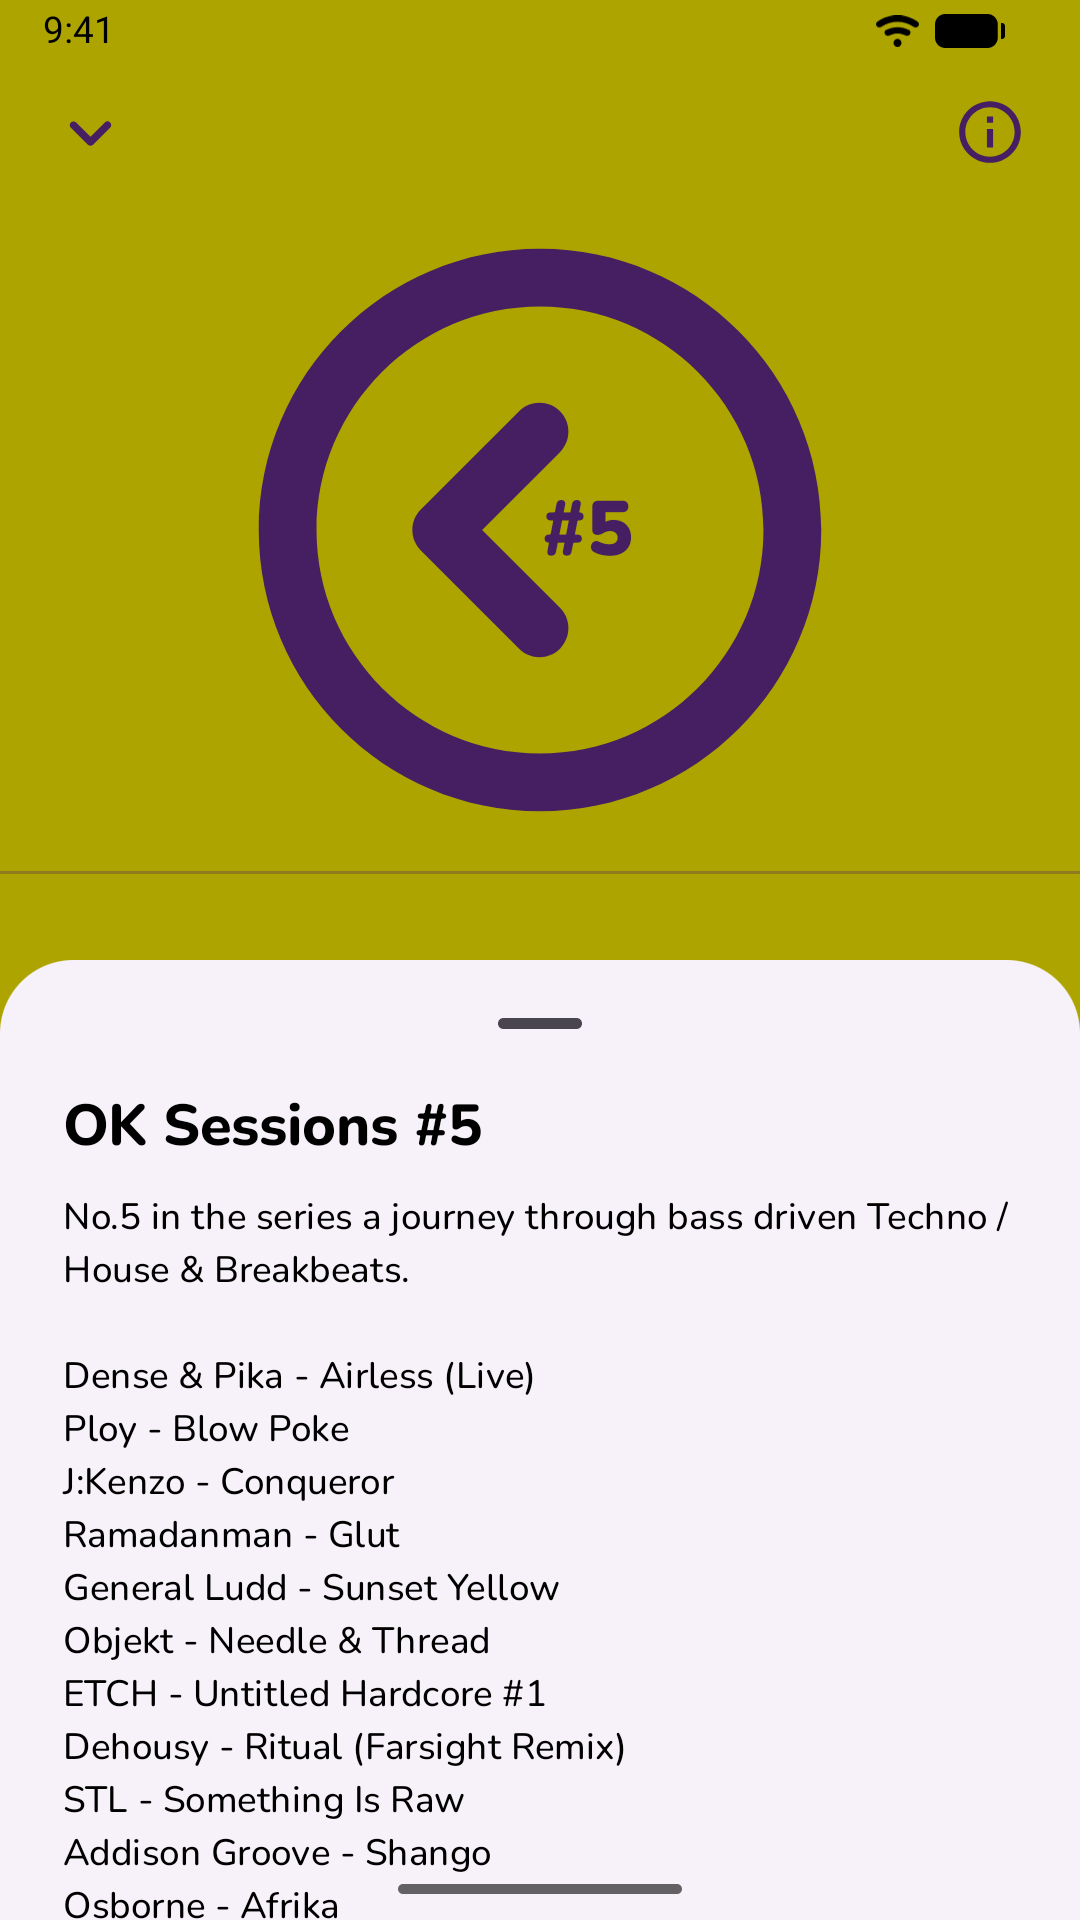 9:41
#5
OK Sessions #5
No.5 in the series a journey through bass driven Techno /
House & Breakbeats.
Dense & Pika - Airless (Live)
Ploy - Blow Poke
J:Kenzo - Conqueror
Ramadanman - Glut
General Ludd - Sunset Yellow
Objekt - Needle & Thread
ETCH - Untitled Hardcore #1
Dehousy - Ritual (Farsight Remix)
STL - Something Is Raw
Addison Groove - Shango
Osborne - Afrika